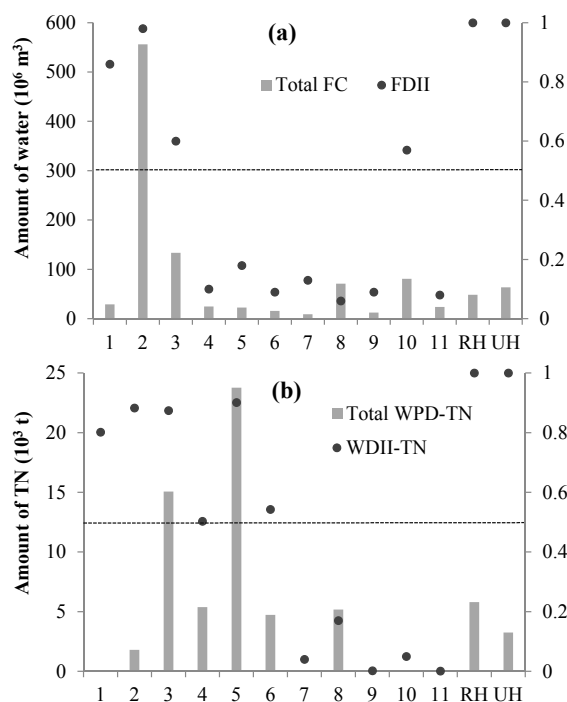 (a)
Total FC FDII
Amount of water (10⁶ m³)
600
500
400
300
200
100
0
1
0.8
0.6
0.4
0.2
0
1 2 3 4 5 6 7 8 9 10 11 RH UH
(b)
Total WPD-TN
WDII-TN
Amount of TN (10³ t)
25
20
15
10
5
0
1
0.8
0.6
0.4
0.2
0
1 2 3 4 5 6 7 8 9 10 11 RH UH